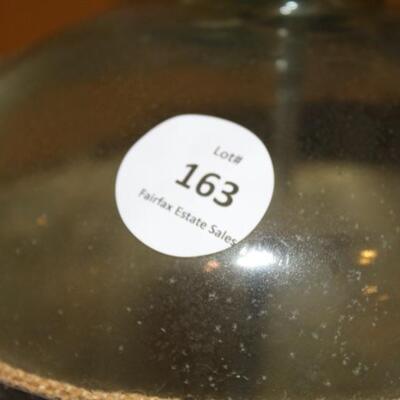 Lot#
163
Fairfax Estate Sales